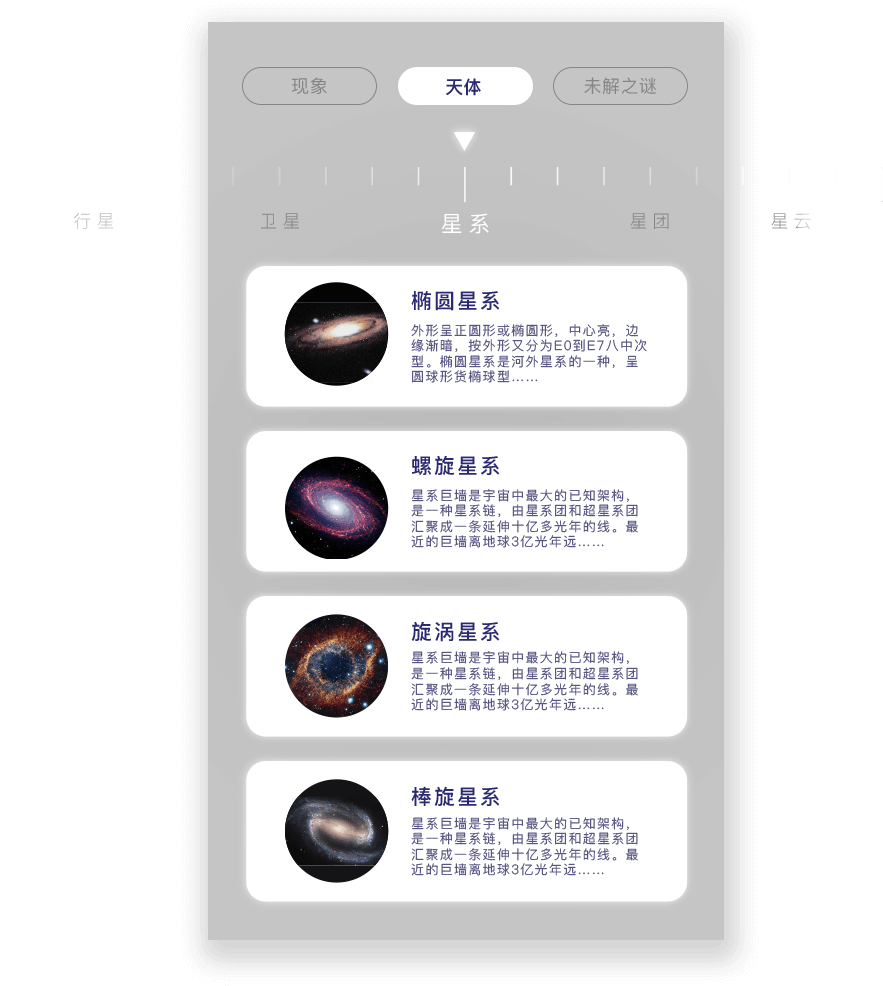 现象
天体
未解之谜
行星
卫星
星系
星团
星云
椭圆星系
外形呈正圆形或椭圆形，中心亮，边
缘渐暗，按外形又分为E0到E7八中次
型。椭圆星系是河外星系的一种，呈
圆球形货椭球型……
螺旋星系
星系巨墙是宇宙中最大的已知架构，
是一种星系链，由星系团和超星系团
汇聚成一条延伸十亿多光年的线。最
近的巨墙离地球3亿光年远……
旋涡星系
星系巨墙是宇宙中最大的已知架构，
是一种星系链，由星系团和超星系团
汇聚成一条延伸十亿多光年的线。最
近的巨墙离地球3亿光年远……
棒旋星系
星系巨墙是宇宙中最大的已知架构，
是一种星系链，由星系团和超星系团
汇聚成一条延伸十亿多光年的线。最
近的巨墙离地球3亿光年远……